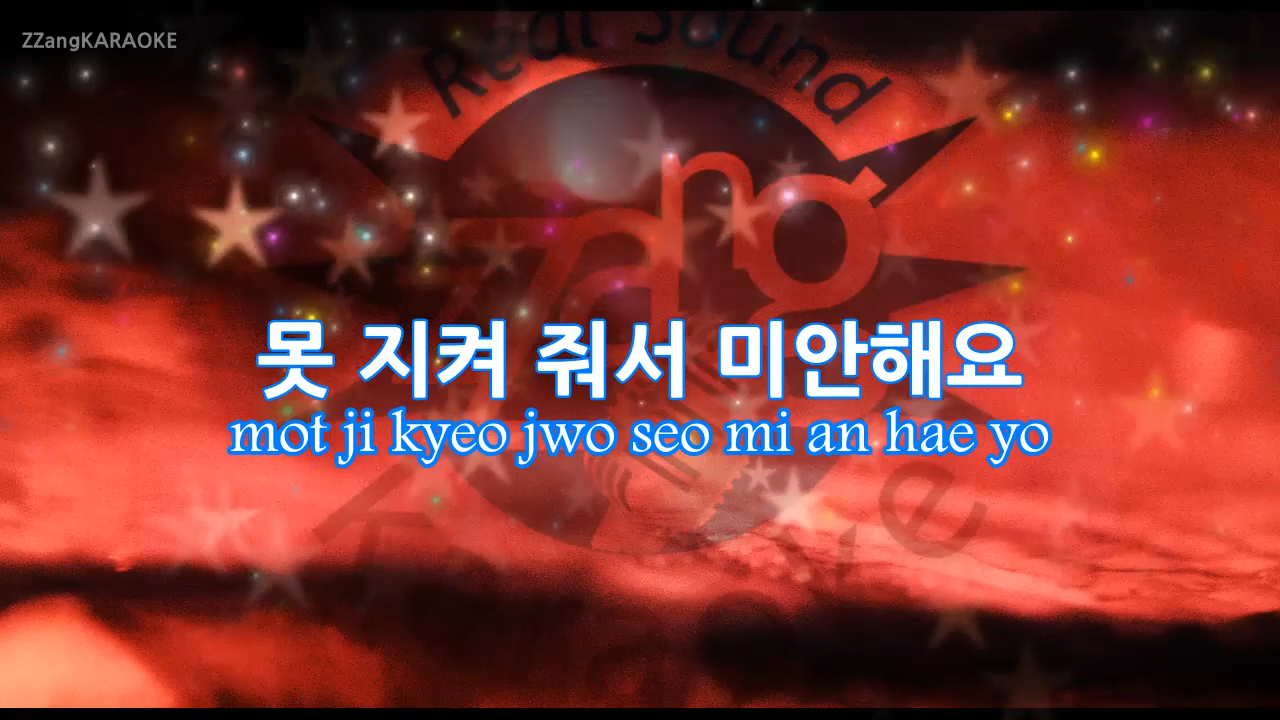 ZZangKARAOKE
Real Sound
Zzang
못 지켜 줘서 미안해요
mot ji kyeo jwo seo mi an hae yo